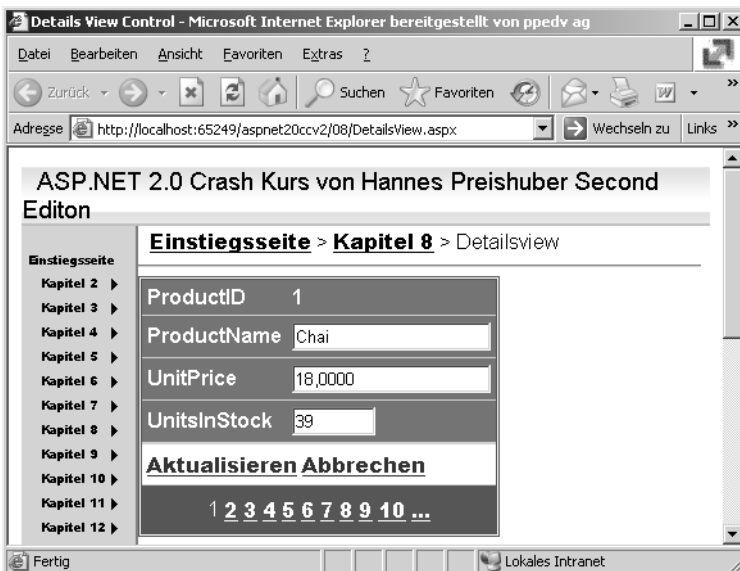 Details View Control - Microsoft Internet Explorer bereitgestellt von ppedv ag
Datei Bearbeiten Ansicht Favoriten Extras ?
Zurück Suchen Favoriten »
Adresse http://localhost:65249/aspnet20ccv2/08/DetailsView.aspx Wechseln zu Links »
ASP.NET 2.0 Crash Kurs von Hannes Preishuber Second
Editon
Einstiegsseite > Kapitel 8 > Detailsview
Einstiegsseite
Kapitel 2
Kapitel 3
Kapitel 4
Kapitel 5
Kapitel 6
Kapitel 7
Kapitel 8
Kapitel 9
Kapitel 10
Kapitel 11
Kapitel 12
ProductID 1
ProductName Chai
UnitPrice 18,0000
UnitsInStock 39
Aktualisieren Abbrechen
1 2 3 4 5 6 7 8 9 10 ...
Fertig Lokales Intranet